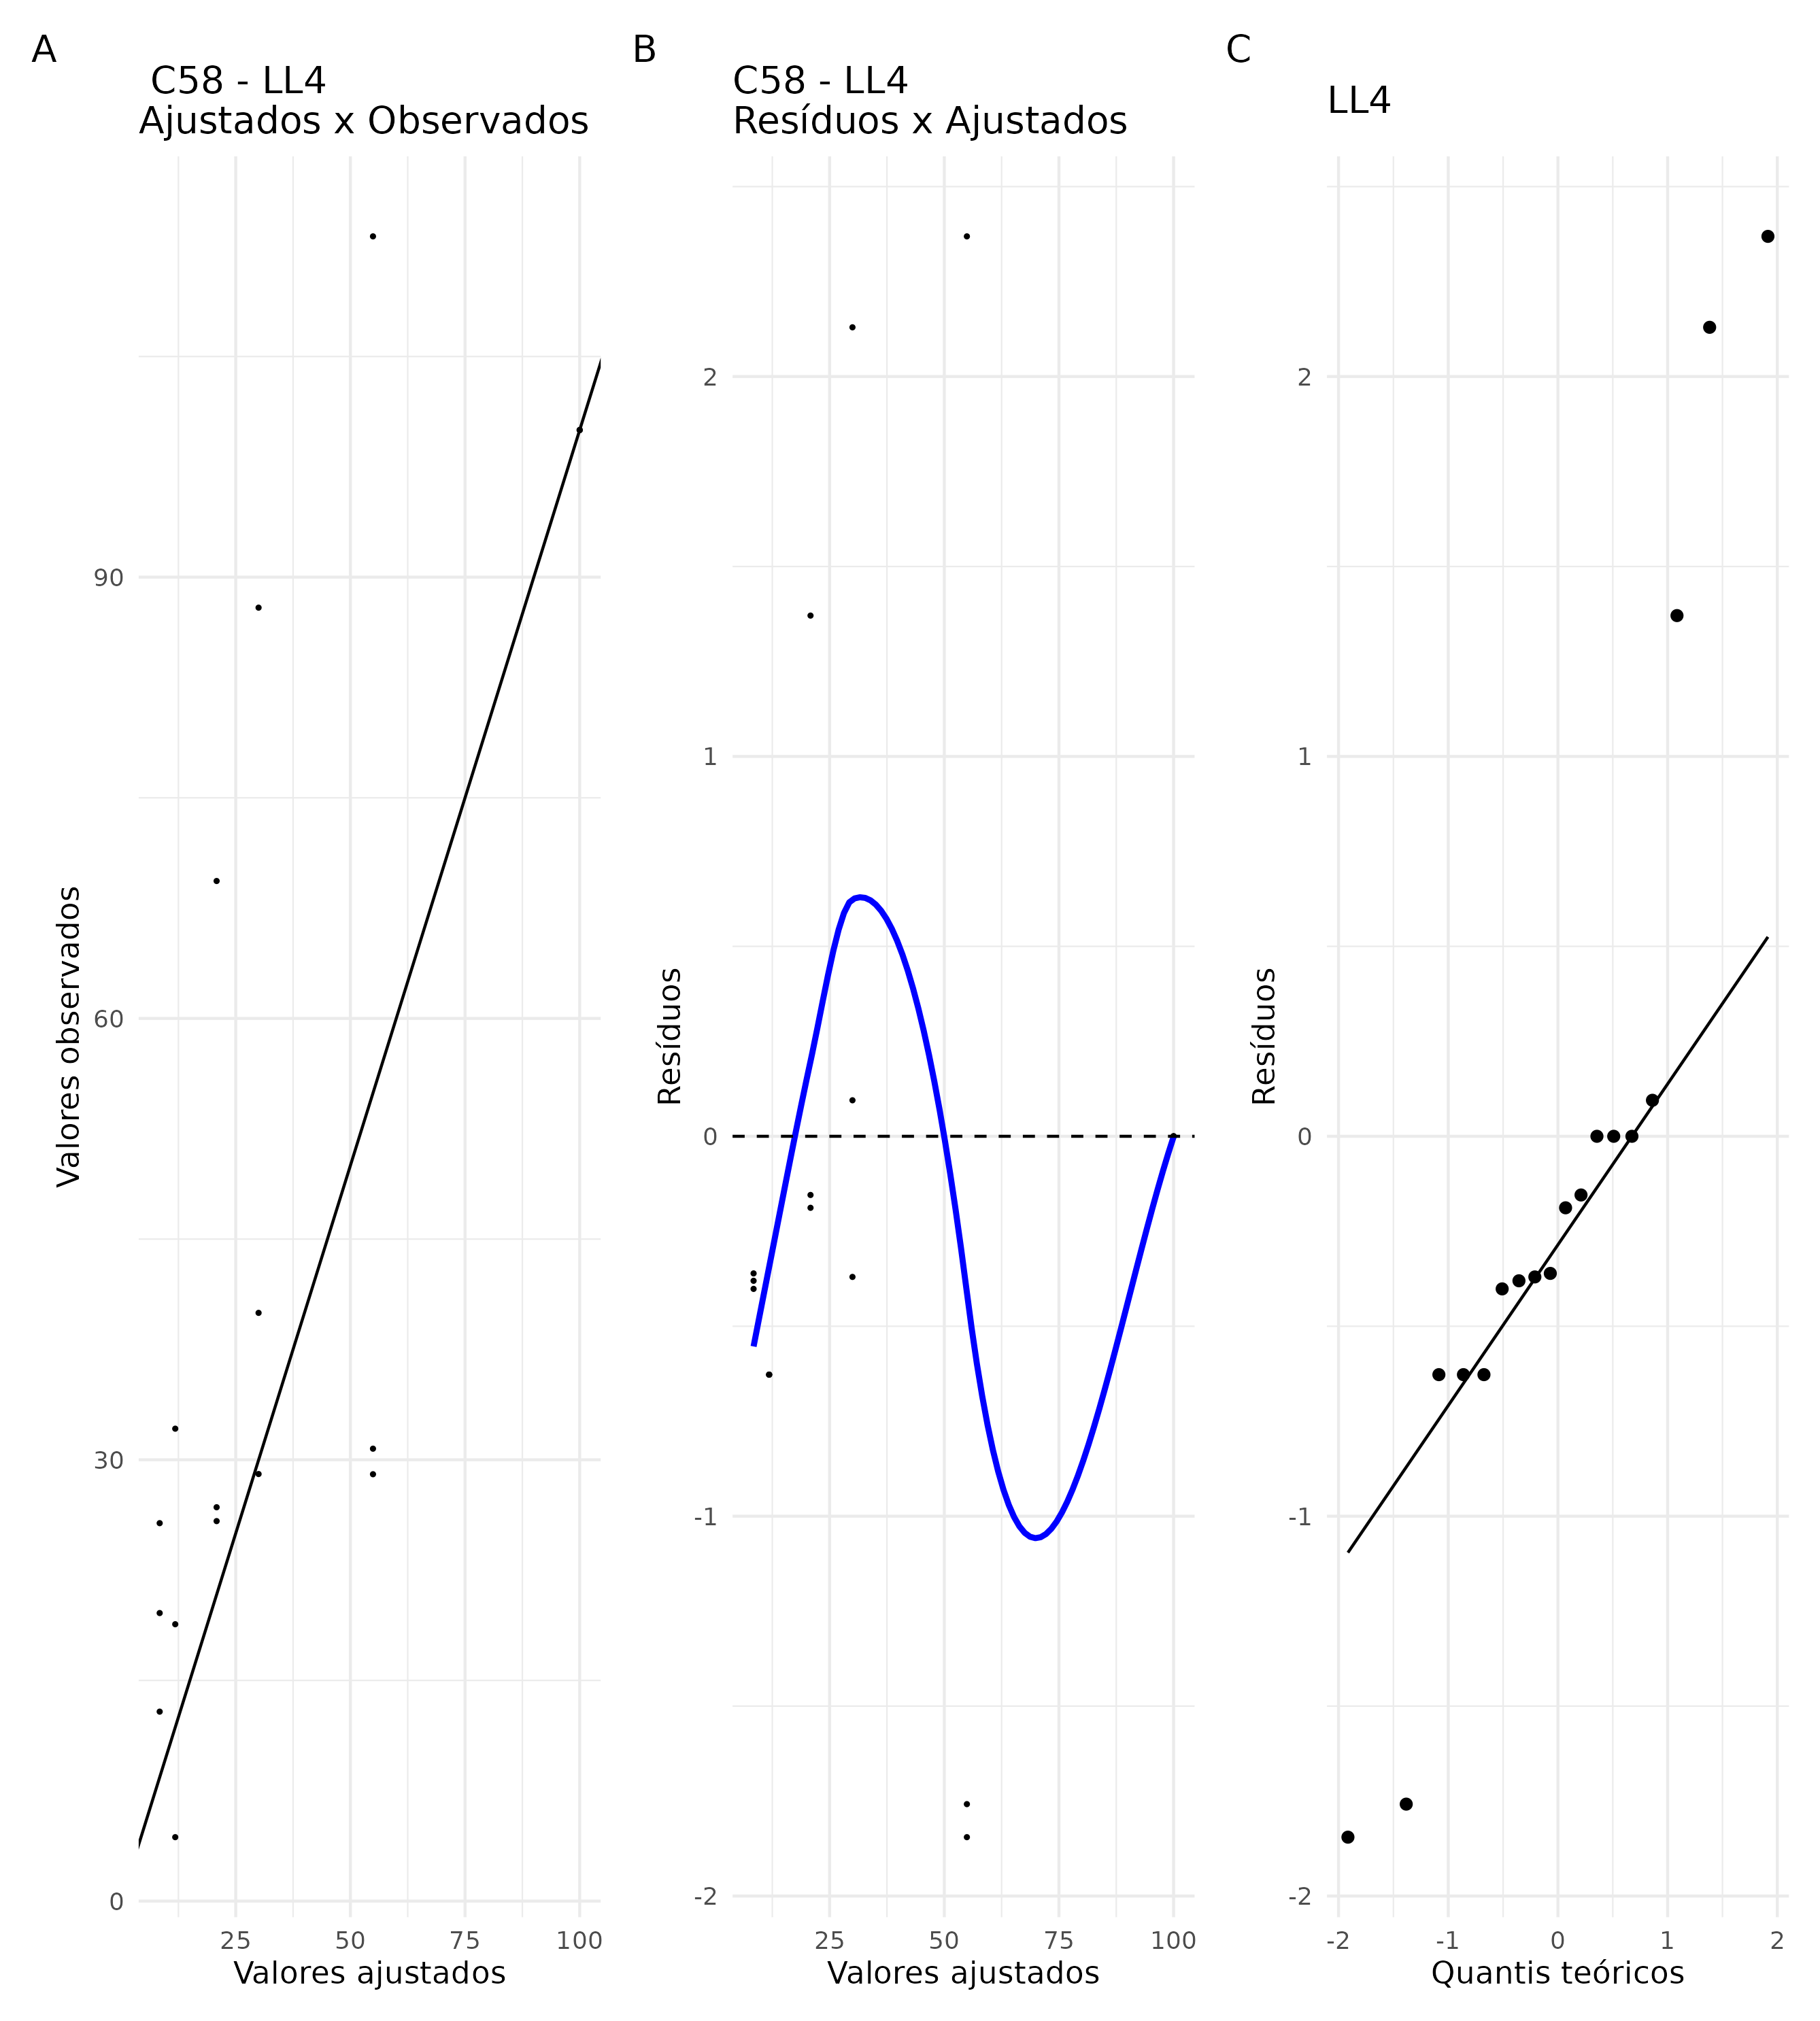 A
C58 - LL4
Ajustados x Observados
Valores observados
90
60
30
0
25 50 75 100
Valores ajustados
B
C58 - LL4
Resíduos x Ajustados
Resíduos
2
1
0
-1
-2
25 50 75 100
Valores ajustados
C
LL4
Resíduos
2
1
0
-1
-2
-2 -1 0 1 2
Quantis teóricos